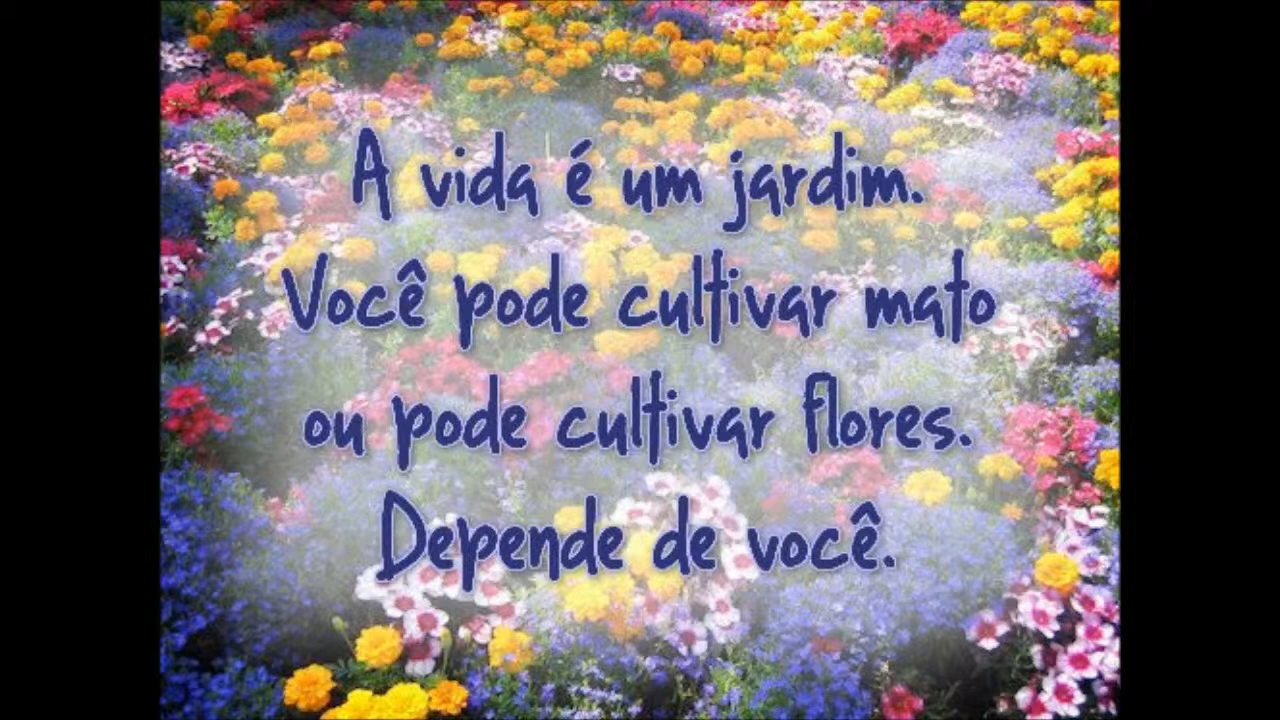 A vida é um jardim.
Você pode cultivar mato
ou pode cultivar flores.
Depende de você.